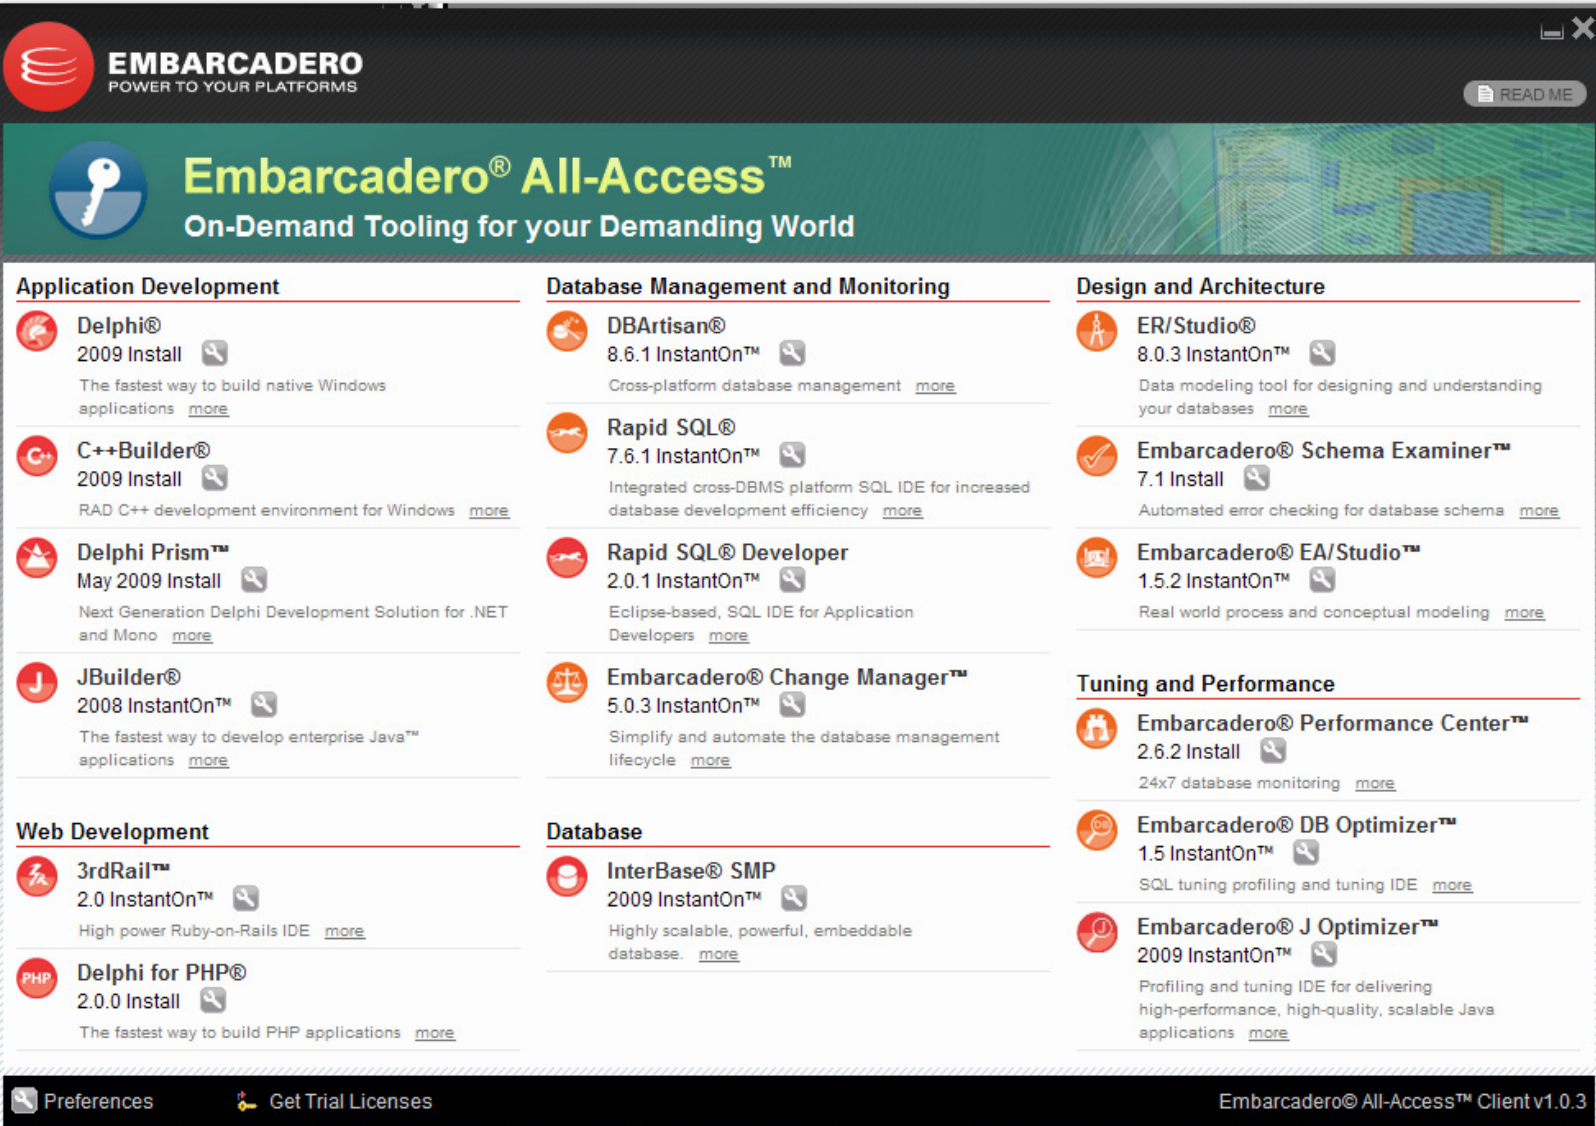 EMBARCADERO
POWER TO YOUR PLATFORMS
READ ME
Embarcadero® All-Access™
On-Demand Tooling for your Demanding World
Application Development
Delphi®
2009 Install
The fastest way to build native Windows
applications more
C++
C++Builder®
2009 Install
RAD C++ development environment for Windows more
Delphi Prism™
May 2009 Install
Next Generation Delphi Development Solution for .NET
and Mono more
J
JBuilder®
2008 InstantOn™
The fastest way to develop enterprise Java™
applications more
Web Development
3rdRail™
2.0 InstantOn™
High power Ruby-on-Rails IDE more
PHP
Delphi for PHP®
2.0.0 Install
The fastest way to build PHP applications more
Database Management and Monitoring
DBArtisan®
8.6.1 InstantOn™
Cross-platform database management more
Rapid SQL®
7.6.1 InstantOn™
Integrated cross-DBMS platform SQL IDE for increased
database development efficiency more
Rapid SQL® Developer
2.0.1 InstantOn™
Eclipse-based, SQL IDE for Application
Developers more
Embarcadero® Change Manager™
5.0.3 InstantOn™
Simplify and automate the database management
lifecycle more
Database
InterBase® SMP
2009 InstantOn™
Highly scalable, powerful, embeddable
database. more
Design and Architecture
ER/Studio®
8.0.3 InstantOn™
Data modeling tool for designing and understanding
your databases more
Embarcadero® Schema Examiner™
7.1 Install
Automated error checking for database schema more
Embarcadero® EA/Studio™
1.5.2 InstantOn™
Real world process and conceptual modeling more
Tuning and Performance
Embarcadero® Performance Center™
2.6.2 Install
24x7 database monitoring more
DB
Embarcadero® DB Optimizer™
1.5 InstantOn™
SQL tuning profiling and tuning IDE more
J
Embarcadero® J Optimizer™
2009 InstantOn™
Profiling and tuning IDE for delivering
high-performance, high-quality, scalable Java
applications more
Preferences
Get Trial Licenses
Embarcadero© All-Access™ Client v1.0.3